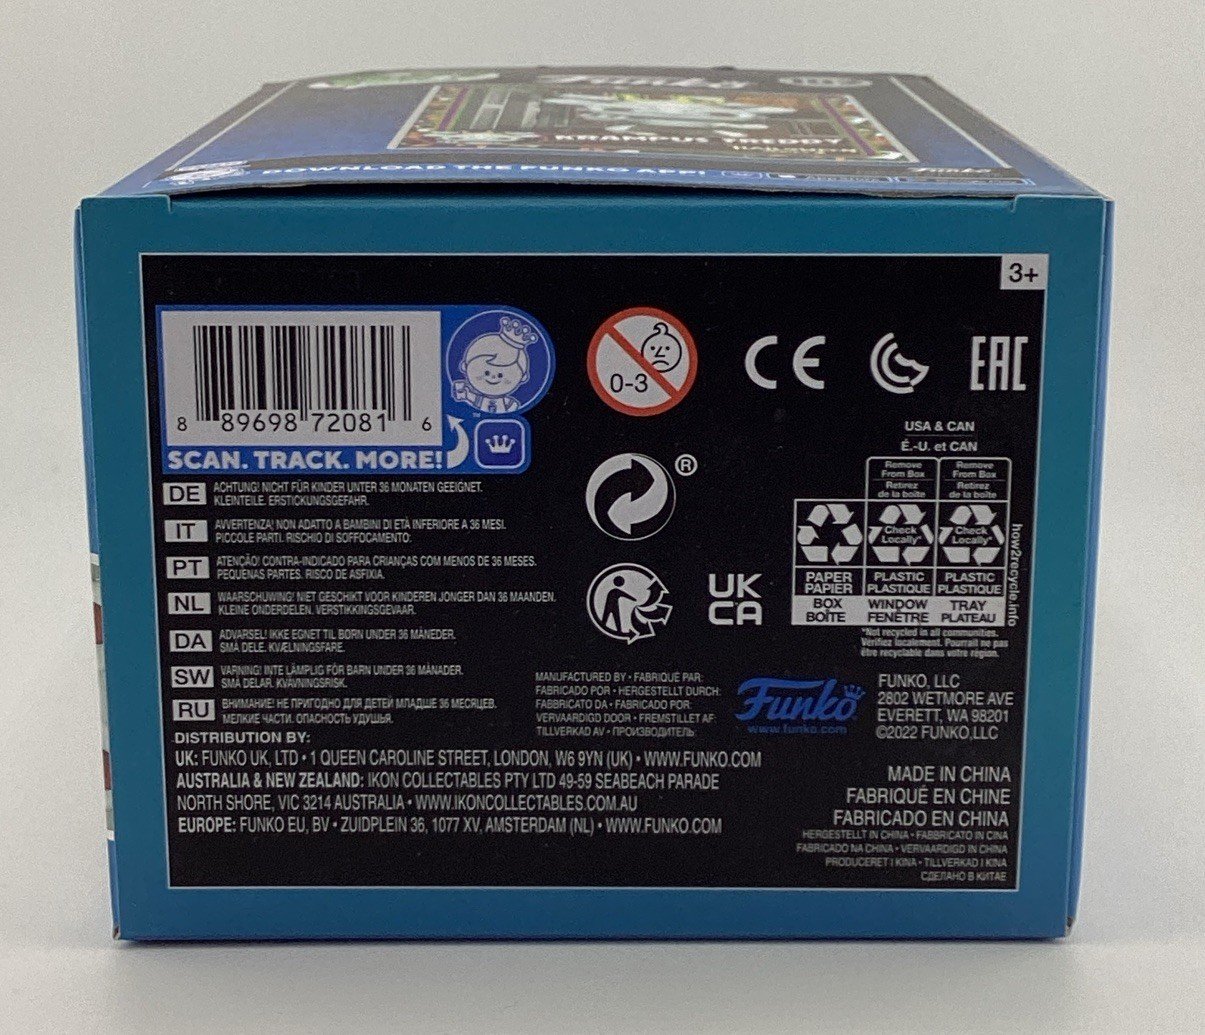 Funko
KRAMPUS FREDDY
DOWNLOAD THE FUNKO APP!
3+
8 89698 72081 6
SCAN. TRACK. MORE!
™
0-3
CE
EAC
®
UK
CA
USA & CAN
É.-U. et CAN
Remove From Box
Retirez de la boîte
Remove From Box
Retirez de la boîte
Check Locally*
Check Locally*
PAPER PAPIER
PLASTIC PLASTIQUE
PLASTIC PLASTIQUE
BOX BOÎTE
WINDOW FENÊTRE
TRAY PLATEAU
how2recycle.info
*Not recycled in all communities.
Vérifiez localement. Pourrait ne pas
être recyclable dans votre région.
DE ACHTUNG! NICHT FÜR KINDER UNTER 36 MONATEN GEEIGNET.
KLEINTEILE. ERSTICKUNGSGEFAHR.
IT AVVERTENZA: NON ADATTO A BAMBINI DI ETÀ INFERIORE A 36 MESI.
PICCOLE PARTI. RISCHIO DI SOFFOCAMENTO:
PT ATENCÃO! CONTRA-INDICADO PARA CRIANÇAS COM MENOS DE 36 MESES.
PEQUENAS PARTES. RISCO DE ASFIXIA.
NL WAARSCHUWING! NIET GESCHIKT VOOR KINDEREN JONGER DAN 36 MAANDEN.
KLEINE ONDERDELEN. VERSTIKKINGSGEVAAR.
DA ADVARSEL! IKKE EGNET TIL BØRN UNDER 36 MÅNEDER.
SMÅ DELE. KVÆLNINGSFARE.
SW VARNING! INTE LÄMPLIG FÖR BARN UNDER 36 MÅNADER.
SMÅ DELAR. KVÄVNINGSRISK.
RU ВНИМАНИЕ! НЕ ПРИГОДНО ДЛЯ ДЕТЕЙ МЛАДШЕ 36 МЕСЯЦЕВ.
МЕЛКИЕ ЧАСТИ. ОПАСНОСТЬ УДУШЬЯ.
MANUFACTURED BY • FABRIQUÉ PAR:
FABRICADO POR • HERGESTELLT DURCH:
FABRICATO DA • FABRICADO POR:
VERVAARDIGD DOOR • FREMSTILLET AF:
TILLVERKAD AV • ПРОИЗВОДИТЕЛЬ:
Funko
www.funko.com
FUNKO, LLC
2802 WETMORE AVE
EVERETT, WA 98201
©2022 FUNKO,LLC
DISTRIBUTION BY:
UK: FUNKO UK, LTD • 1 QUEEN CAROLINE STREET, LONDON, W6 9YN (UK) • WWW.FUNKO.COM
AUSTRALIA & NEW ZEALAND: IKON COLLECTABLES PTY LTD 49-59 SEABEACH PARADE
NORTH SHORE, VIC 3214 AUSTRALIA • WWW.IKONCOLLECTABLES.COM.AU
EUROPE: FUNKO EU, BV • ZUIDPLEIN 36, 1077 XV, AMSTERDAM (NL) • WWW.FUNKO.COM
MADE IN CHINA
FABRIQUÉ EN CHINE
FABRICADO EN CHINA
HERGESTELLT IN CHINA • FABBRICATO IN CINA
FABRICADO NA CHINA • VERVAARDIGD IN CHINA
PRODUCERET I KINA • TILLVERKAD I KINA
СДЕЛАНО В КИТАЕ